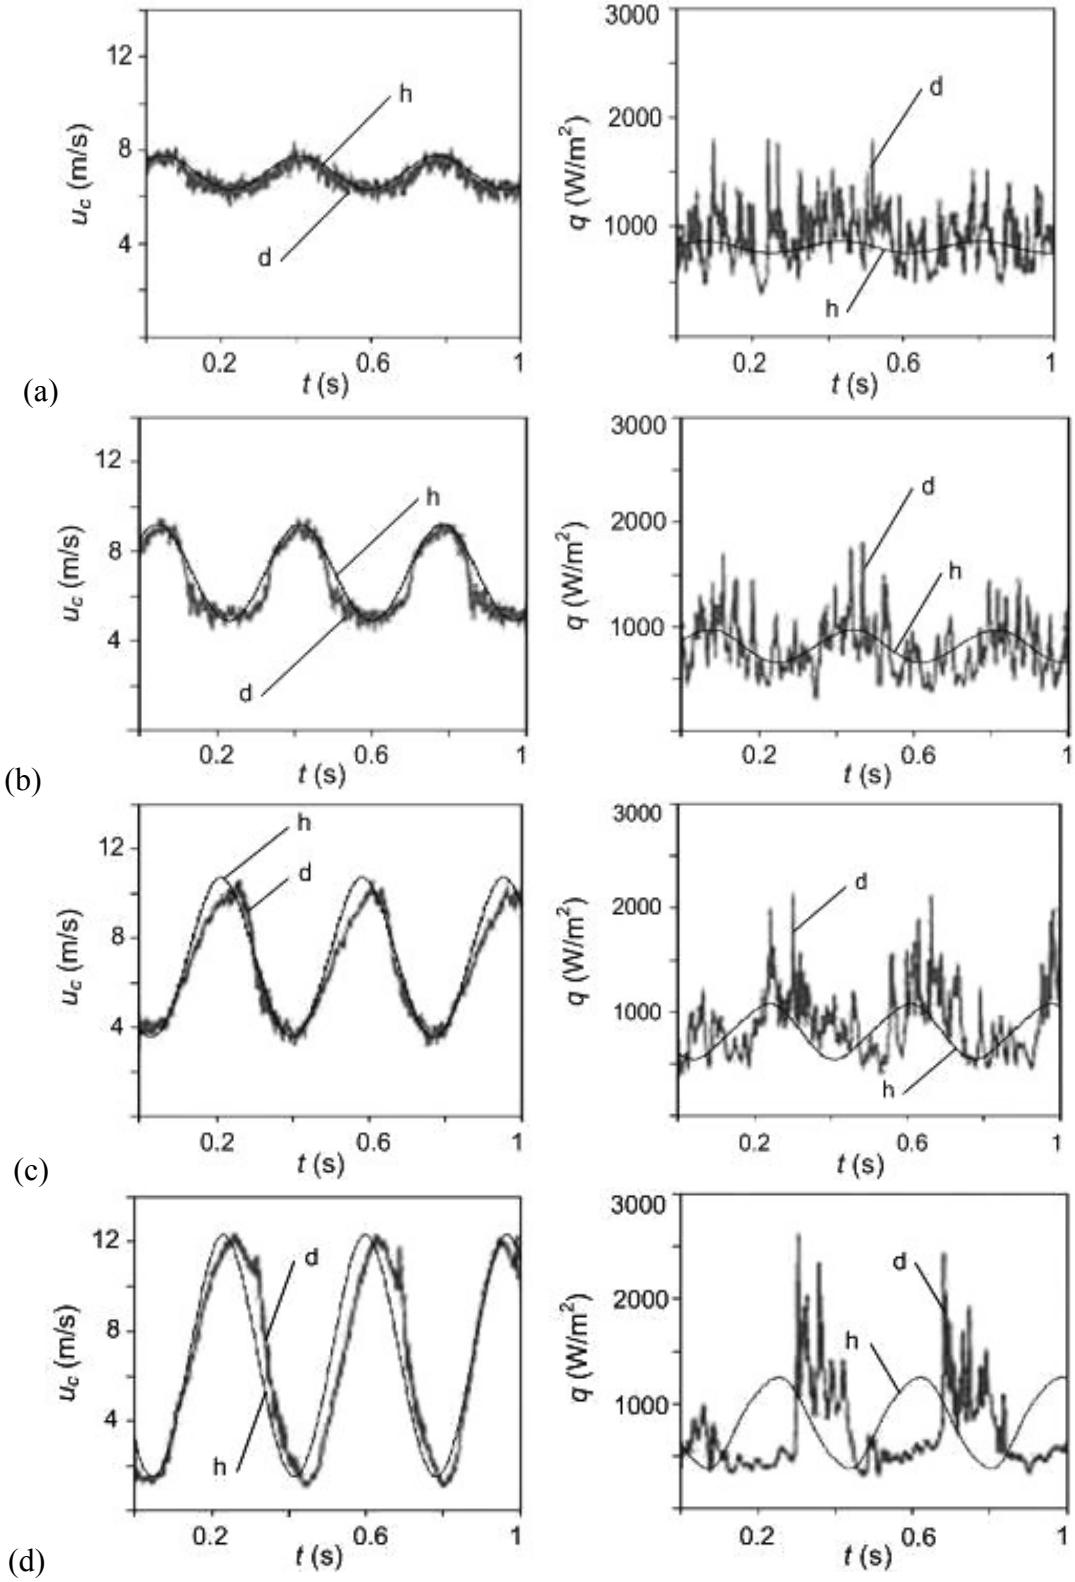 12
8
4
u_c (m/s)
h
d
0.2 0.6 1
t (s)
3000
2000
1000
q (W/m²)
d
h
0.2 0.6 1
t (s)
(a)
12
8
4
u_c (m/s)
h
d
0.2 0.6 1
t (s)
3000
2000
1000
q (W/m²)
d
h
0.2 0.6 1
t (s)
(b)
12
8
4
u_c (m/s)
h
d
0.2 0.6 1
t (s)
3000
2000
1000
q (W/m²)
d
h
0.2 0.6 1
t (s)
(c)
12
8
4
u_c (m/s)
d
h
0.2 0.6 1
t (s)
3000
2000
1000
q (W/m²)
d
h
0.2 0.6 1
t (s)
(d)